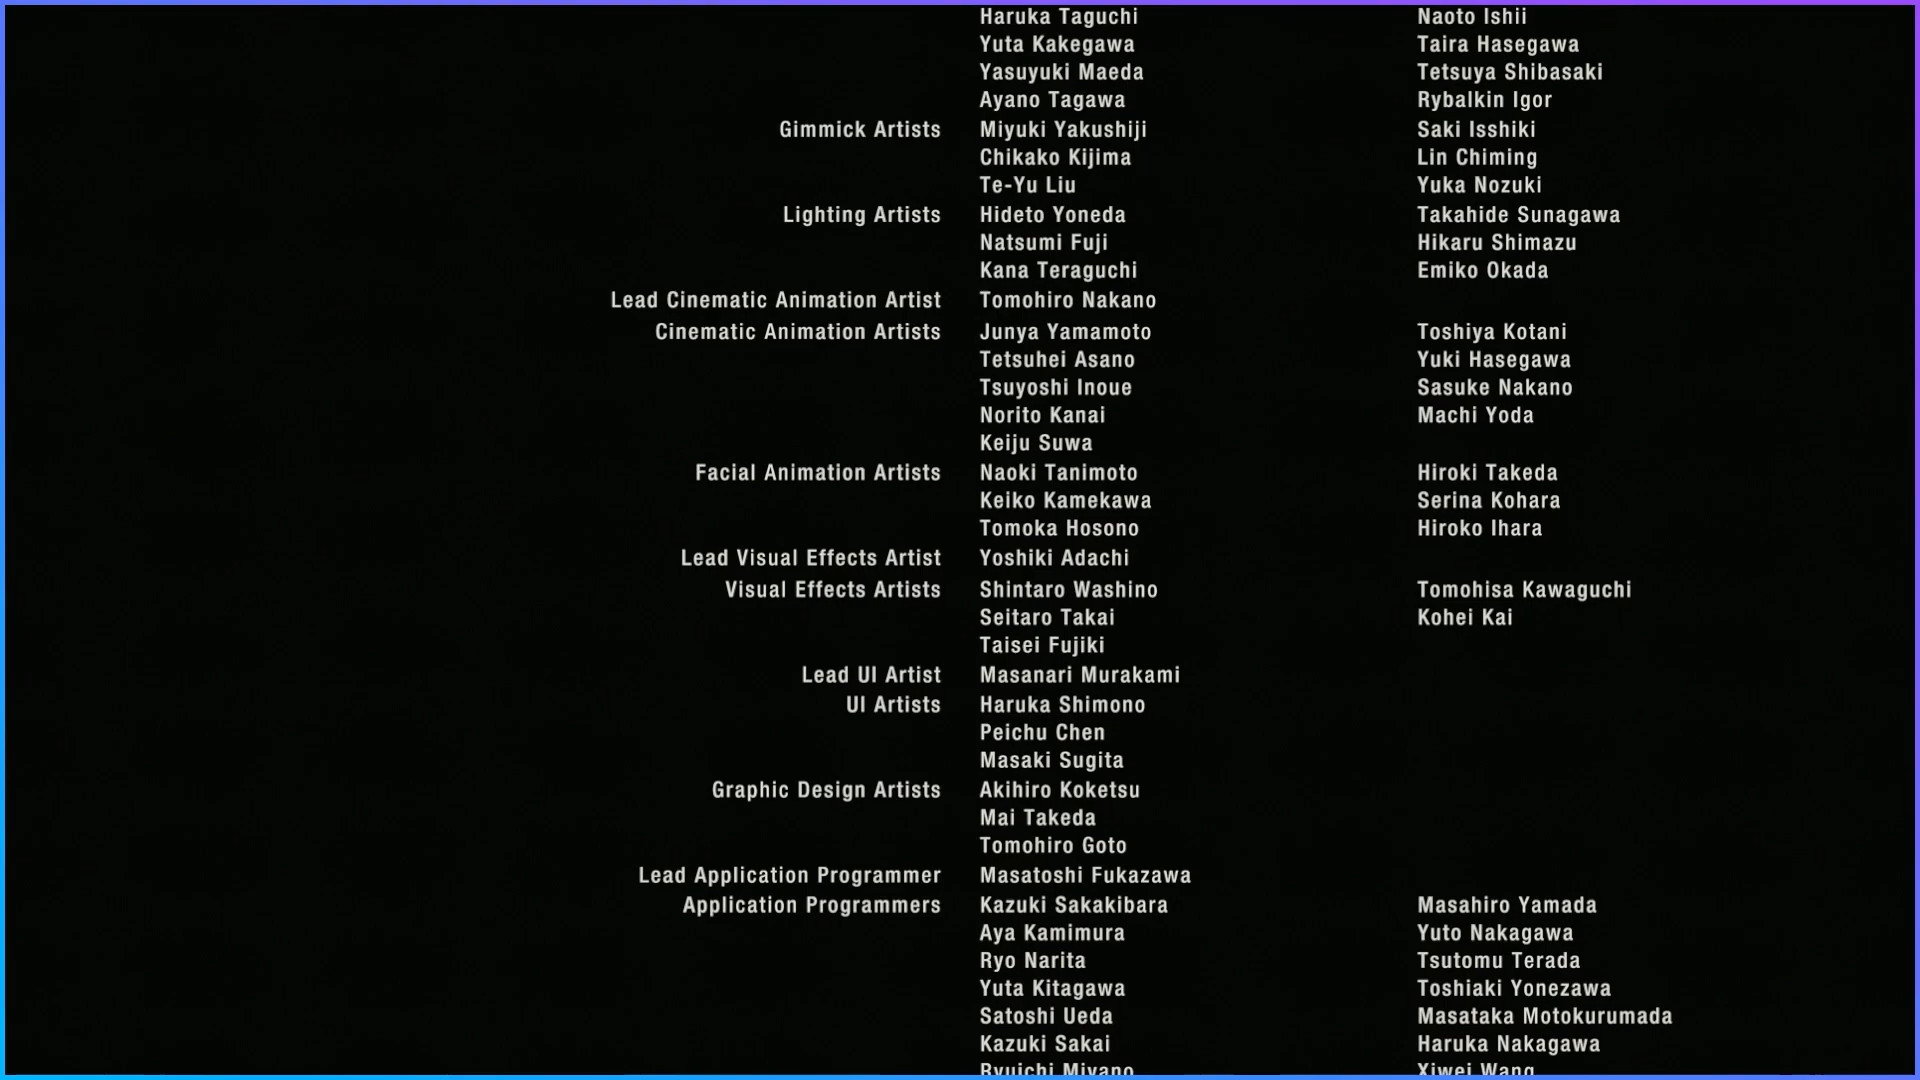 Haruka Taguchi Naoto Ishii
Yuta Kakegawa Taira Hasegawa
Yasuyuki Maeda Tetsuya Shibasaki
Ayano Tagawa Rybalkin Igor
Gimmick Artists Miyuki Yakushiji Saki Isshiki
Chikako Kijima Lin Chiming
Te-Yu Liu Yuka Nozuki
Lighting Artists Hideto Yoneda Takahide Sunagawa
Natsumi Fuji Hikaru Shimazu
Kana Teraguchi Emiko Okada
Lead Cinematic Animation Artist Tomohiro Nakano
Cinematic Animation Artists Junya Yamamoto Toshiya Kotani
Tetsuhei Asano Yuki Hasegawa
Tsuyoshi Inoue Sasuke Nakano
Norito Kanai Machi Yoda
Keiju Suwa
Facial Animation Artists Naoki Tanimoto Hiroki Takeda
Keiko Kamekawa Serina Kohara
Tomoka Hosono Hiroko Ihara
Lead Visual Effects Artist Yoshiki Adachi
Visual Effects Artists Shintaro Washino Tomohisa Kawaguchi
Seitaro Takai Kohei Kai
Taisei Fujiki
Lead UI Artist Masanari Murakami
UI Artists Haruka Shimono
Peichu Chen
Masaki Sugita
Graphic Design Artists Akihiro Koketsu
Mai Takeda
Tomohiro Goto
Lead Application Programmer Masatoshi Fukazawa
Application Programmers Kazuki Sakakibara Masahiro Yamada
Aya Kamimura Yuto Nakagawa
Ryo Narita Tsutomu Terada
Yuta Kitagawa Toshiaki Yonezawa
Satoshi Ueda Masataka Motokurumada
Kazuki Sakai Haruka Nakagawa
Ryuichi Miyano Xiwei Wang